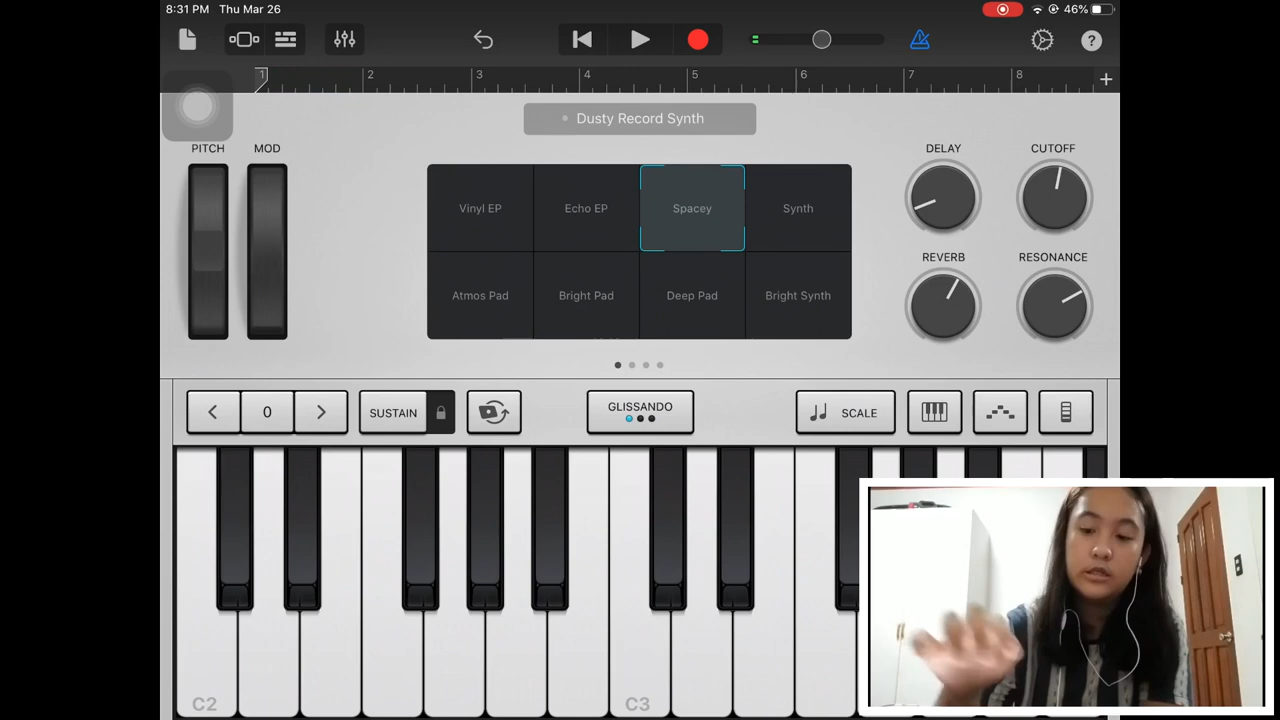 8:31 PM Thu Mar 26
46%
?
1 2 3 4 5 6 7 8 +
Dusty Record Synth
PITCH MOD
DELAY CUTOFF
Vinyl EP Echo EP Spacey Synth
REVERB RESONANCE
Atmos Pad Bright Pad Deep Pad Bright Synth
0 SUSTAIN GLISSANDO SCALE
C2 C3